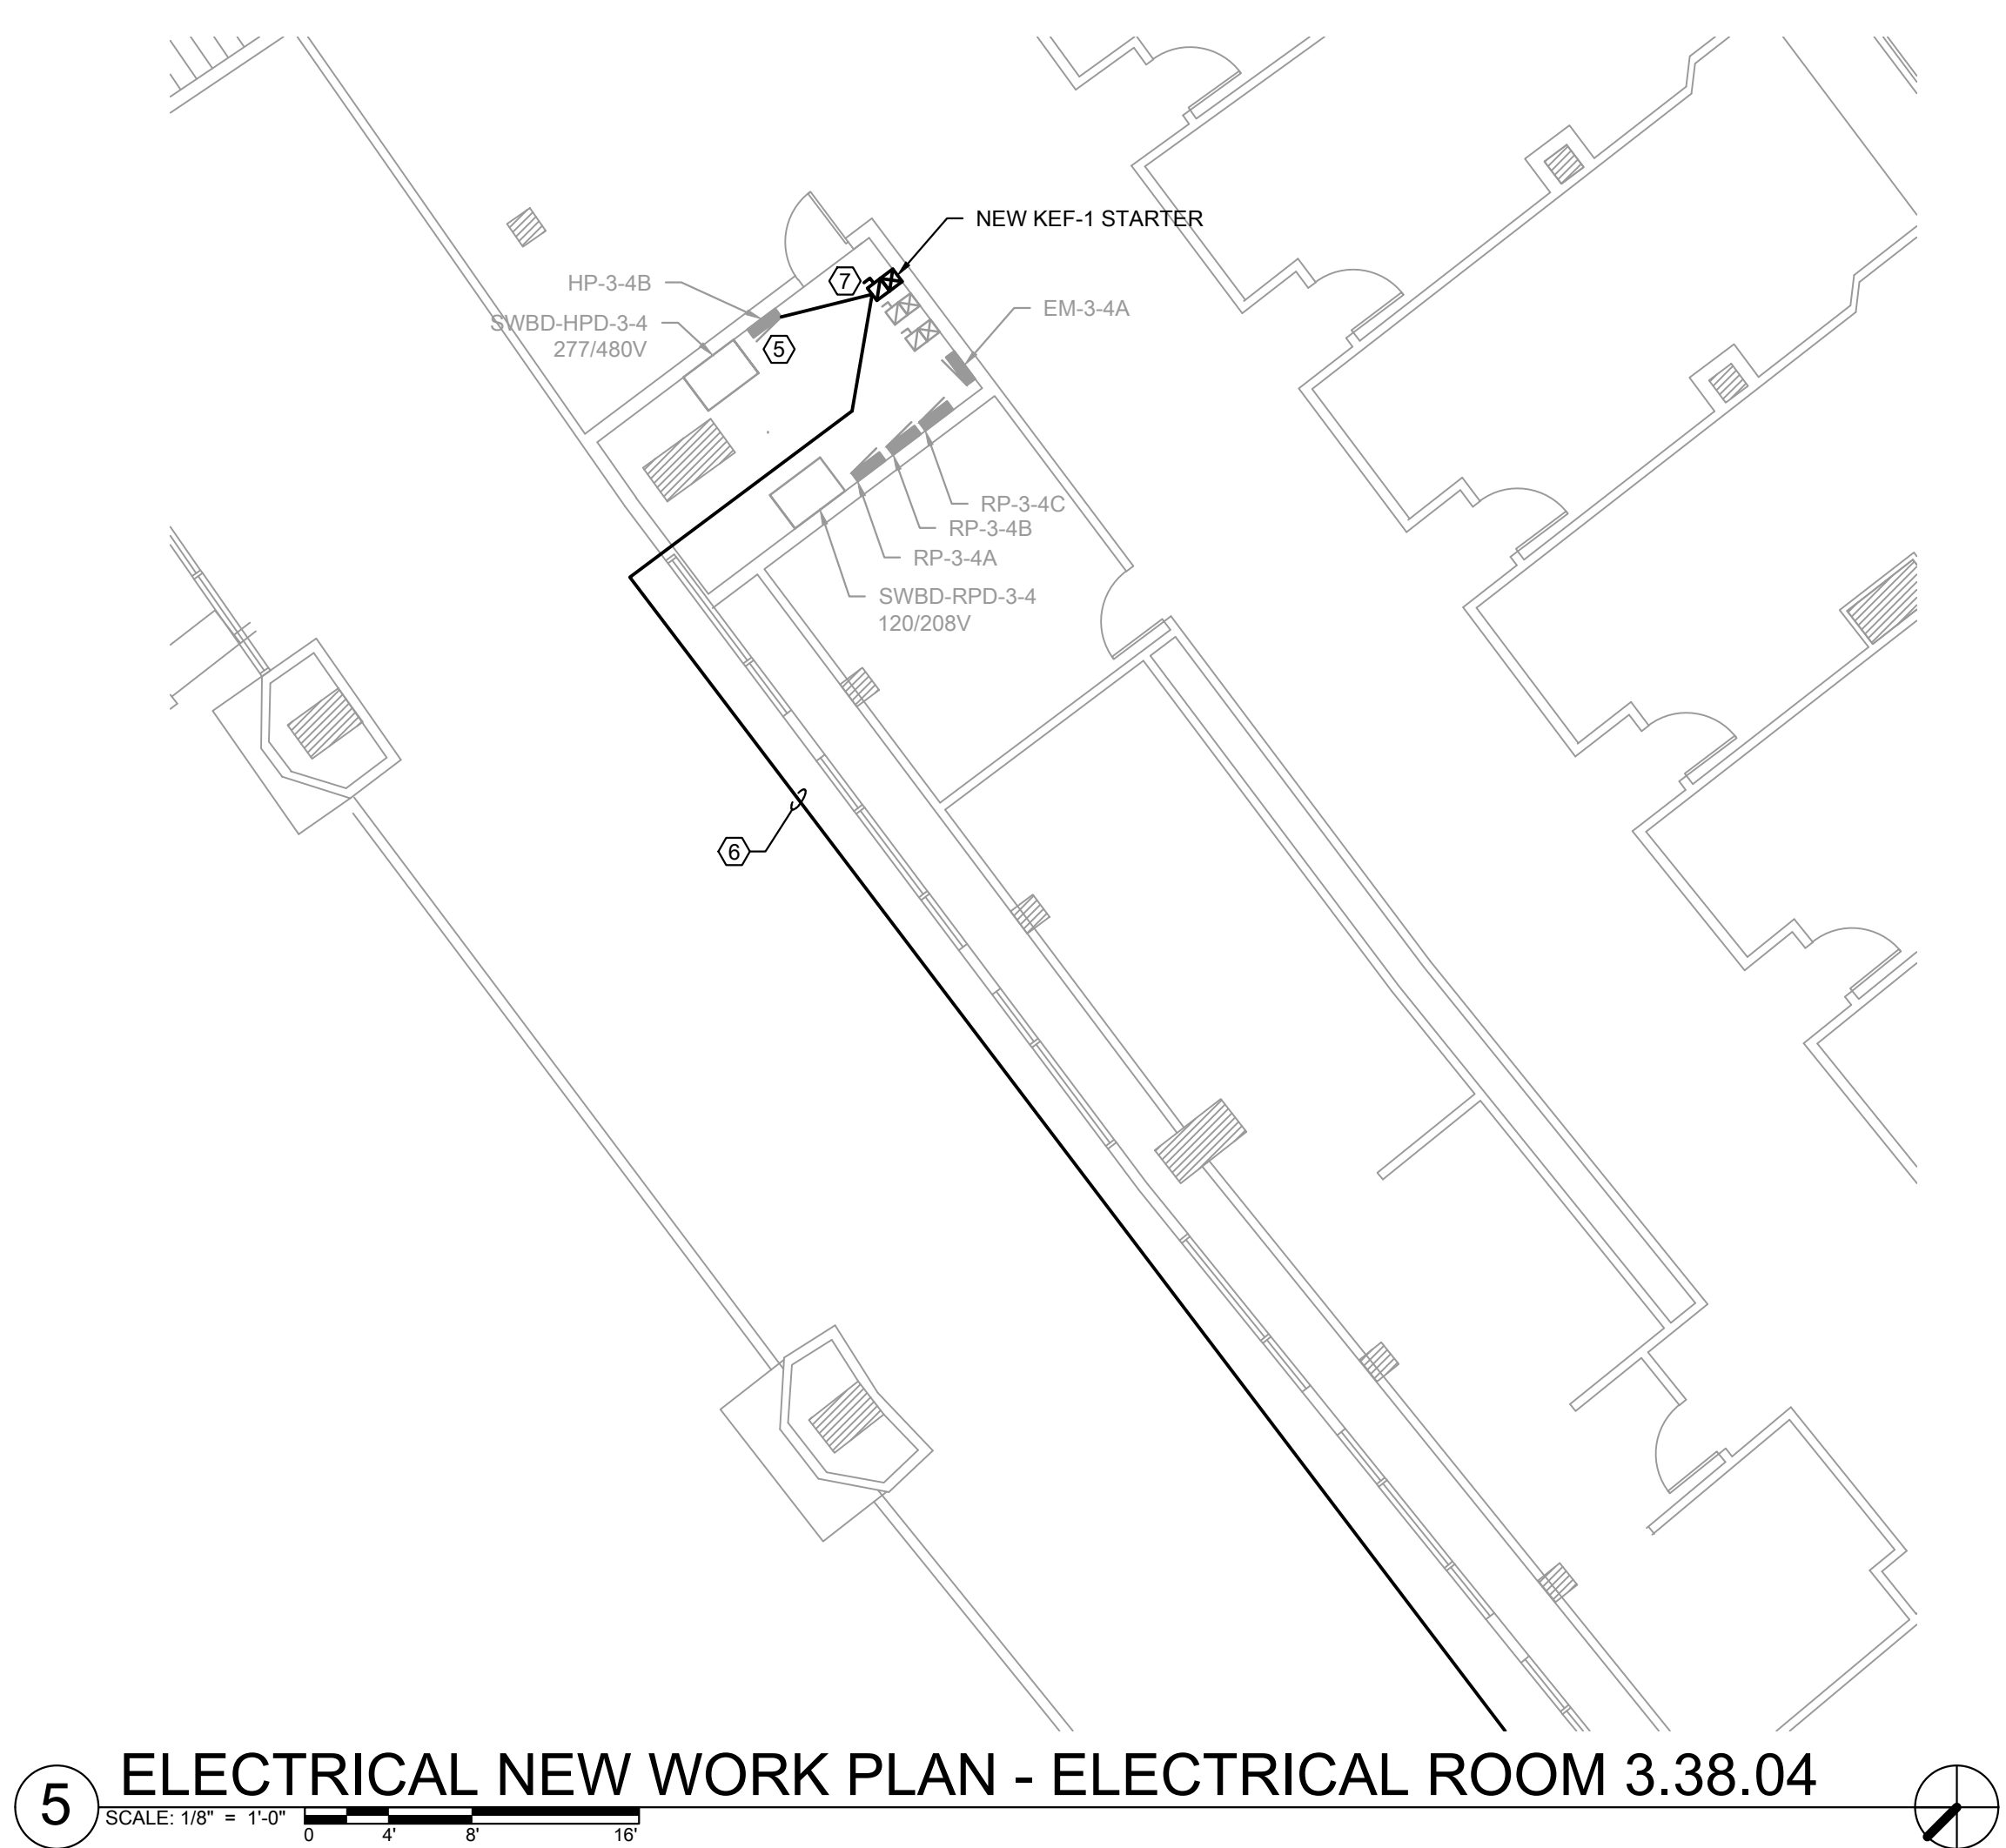 NEW KEF-1 STARTER
7
HP-3-4B
EM-3-4A
SWBD-HPD-3-4
277/480V
5
RP-3-4C
RP-3-4B
RP-3-4A
SWBD-RPD-3-4
120/208V
6
5
ELECTRICAL NEW WORK PLAN - ELECTRICAL ROOM 3.38.04
SCALE: 1/8" = 1'-0"
0 4' 8' 16'